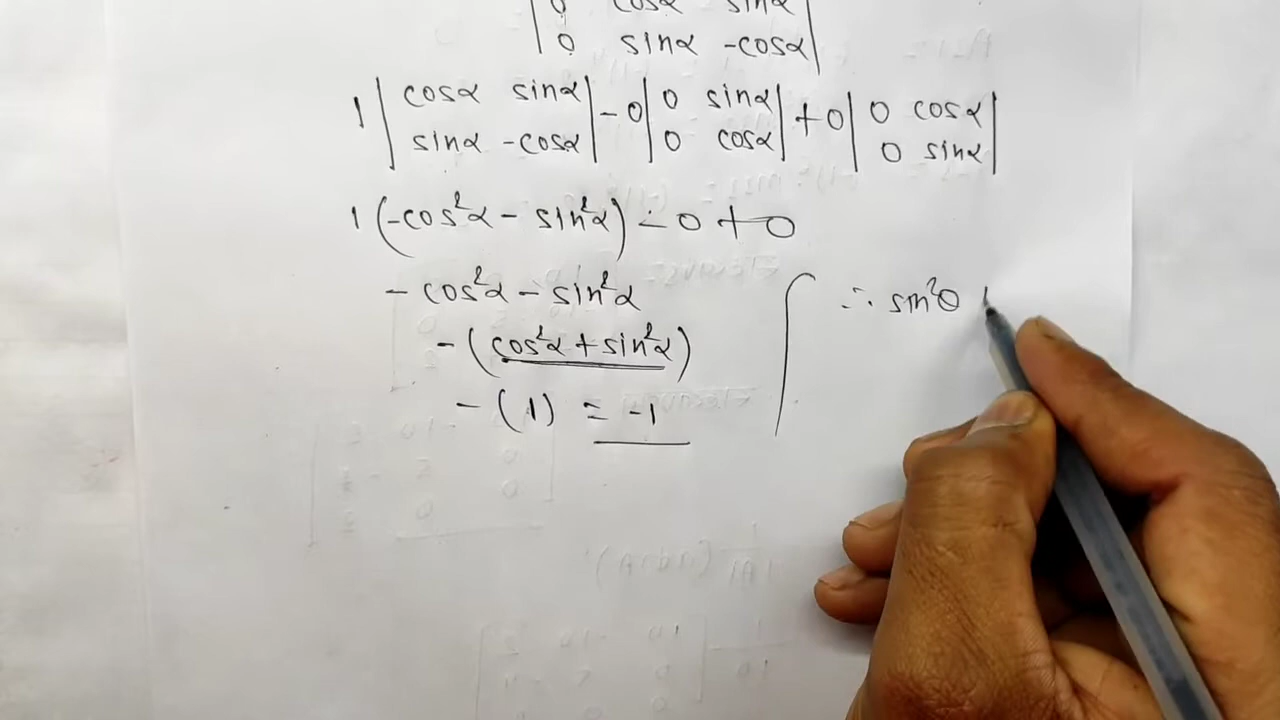 | 0 cosα sinα |
| 0 sinα -cosα |
1 | cosα sinα | - 0 | 0 sinα | + 0 | 0 cosα |
| sinα -cosα | | 0 cosα | | 0 sinα |
1 (-cos²α - sin²α) - 0 + 0
- cos²α - sin²α
- (cos²α + sin²α)
- (1) = -1
∴ sin²θ